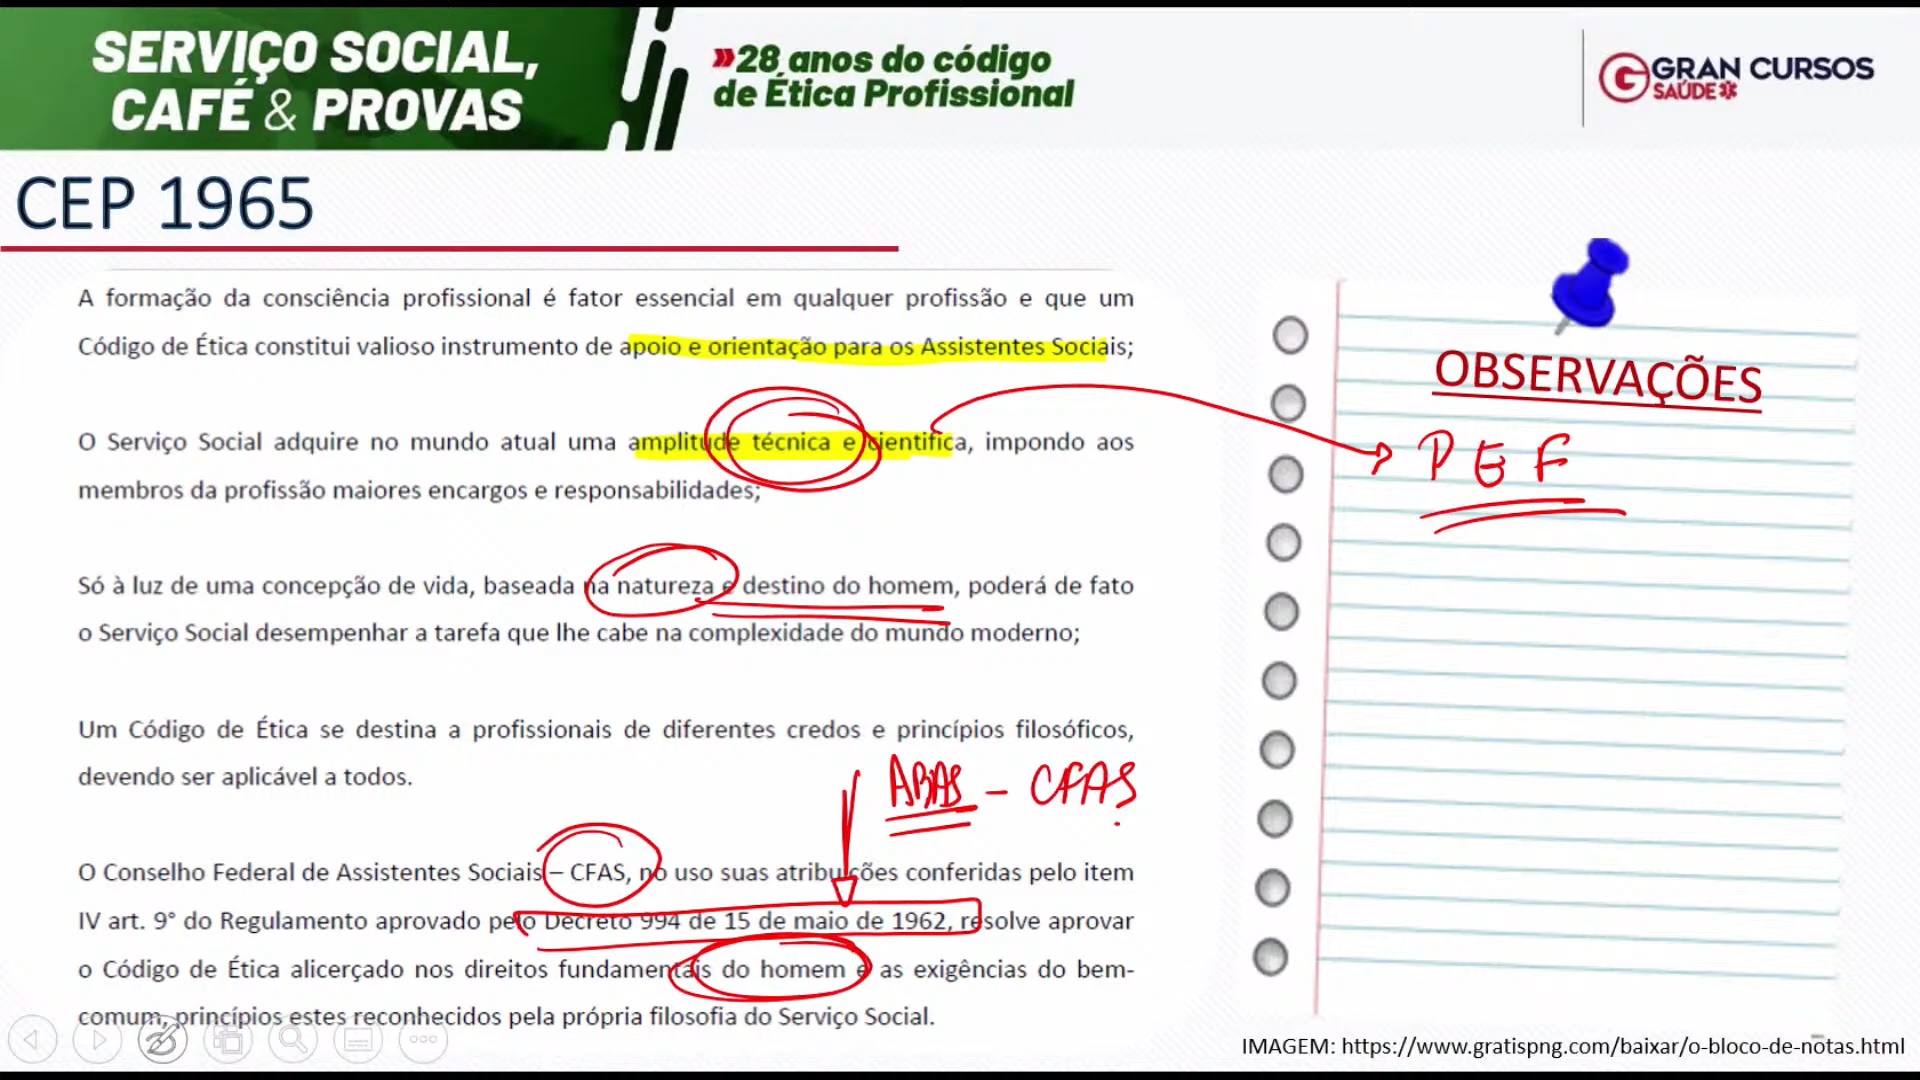 SERVIÇO SOCIAL,
CAFÉ & PROVAS
»28 anos do código
de Ética Profissional
GRAN CURSOS
SAÚDE
CEP 1965
A formação da consciência profissional é fator essencial em qualquer profissão e que um
Código de Ética constitui valioso instrumento de apoio e orientação para os Assistentes Sociais;
O Serviço Social adquire no mundo atual uma amplitude técnica e cientifica, impondo aos
membros da profissão maiores encargos e responsabilidades;
Só à luz de uma concepção de vida, baseada na natureza e destino do homem, poderá de fato
o Serviço Social desempenhar a tarefa que lhe cabe na complexidade do mundo moderno;
Um Código de Ética se destina a profissionais de diferentes credos e princípios filosóficos,
devendo ser aplicável a todos.
ABAS - CFAS
O Conselho Federal de Assistentes Sociais – CFAS, no uso suas atribuições conferidas pelo item
IV art. 9° do Regulamento aprovado pelo Decreto 994 de 15 de maio de 1962, resolve aprovar
o Código de Ética alicerçado nos direitos fundamentais do homem e as exigências do bem-
comum, princípios estes reconhecidos pela própria filosofia do Serviço Social.
OBSERVAÇÕES
P E F
IMAGEM: https://www.gratispng.com/baixar/o-bloco-de-notas.html